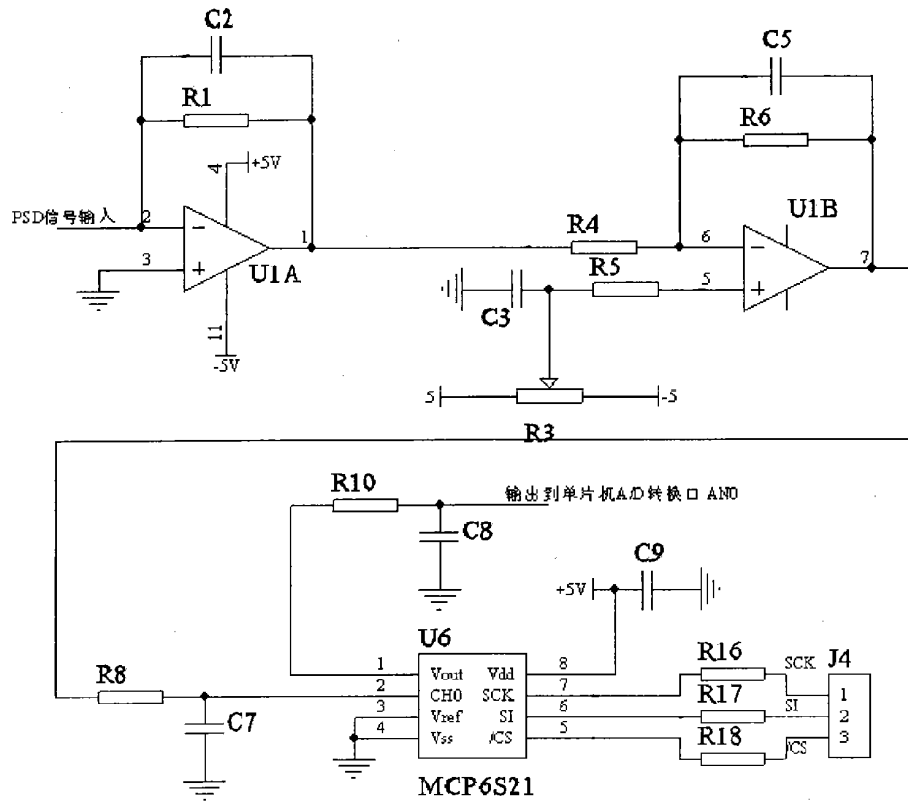 C2
C5
R1
R6
4
+5V
PSD信号输入
2
1
3
U1A
11
-5V
R4
6
U1B
7
R5
5
C3
5
-5
R3
R10
输出到单片机A/D转换口 AN0
C8
C9
+5V
U6
R8
1
Vout
Vdd
8
R16
SCK
J4
2
CH0
SCK
7
1
3
Vref
SI
6
R17
SI
2
4
Vss
/CS
5
R18
/CS
3
C7
MCP6S21